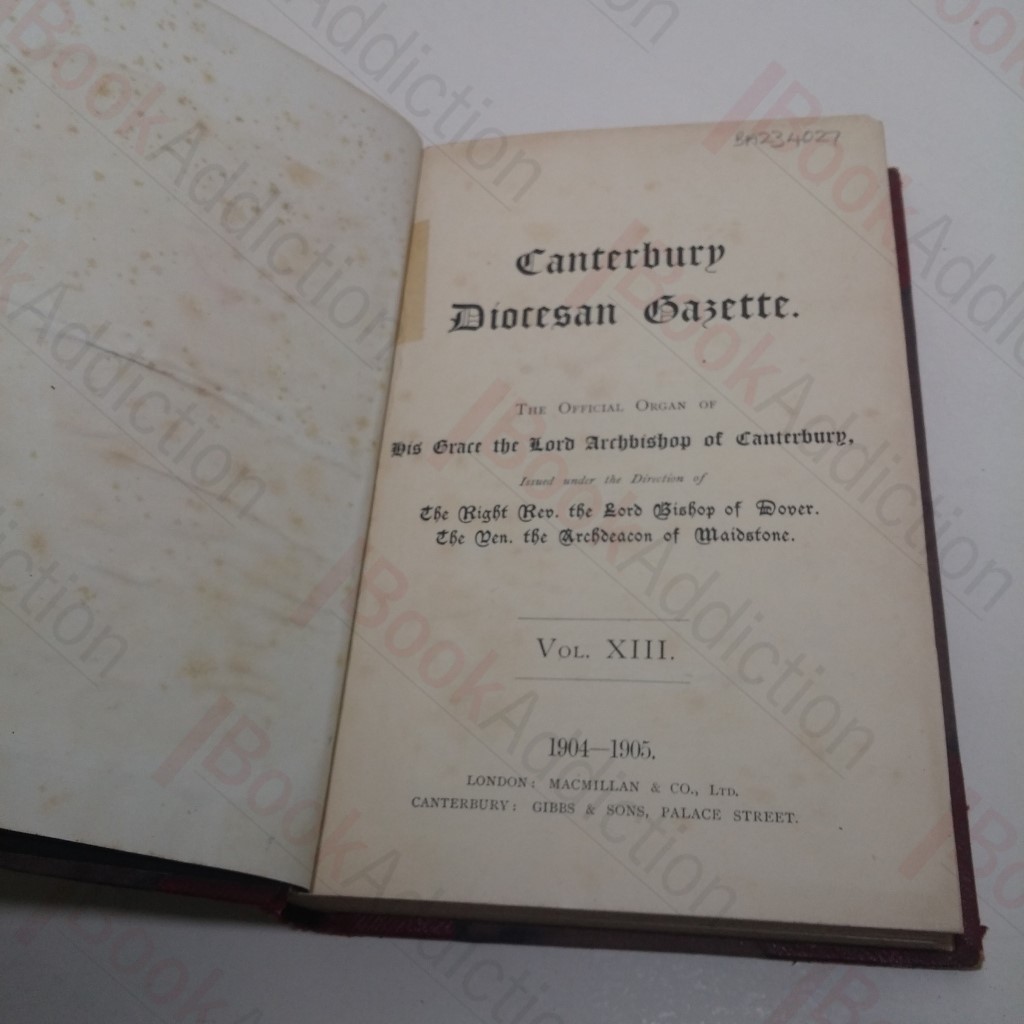 BA234027
Canterbury
Diocesan Gazette.
THE OFFICIAL ORGAN OF
His Grace the Lord Archbishop of Canterbury,
Issued under the Direction of
The Right Rev. the Lord Bishop of Dover.
The Ven. the Archdeacon of Maidstone.
VOL. XIII.
1904—1905.
LONDON: MACMILLAN & CO., LTD.
CANTERBURY: GIBBS & SONS, PALACE STREET.
BookAddiction